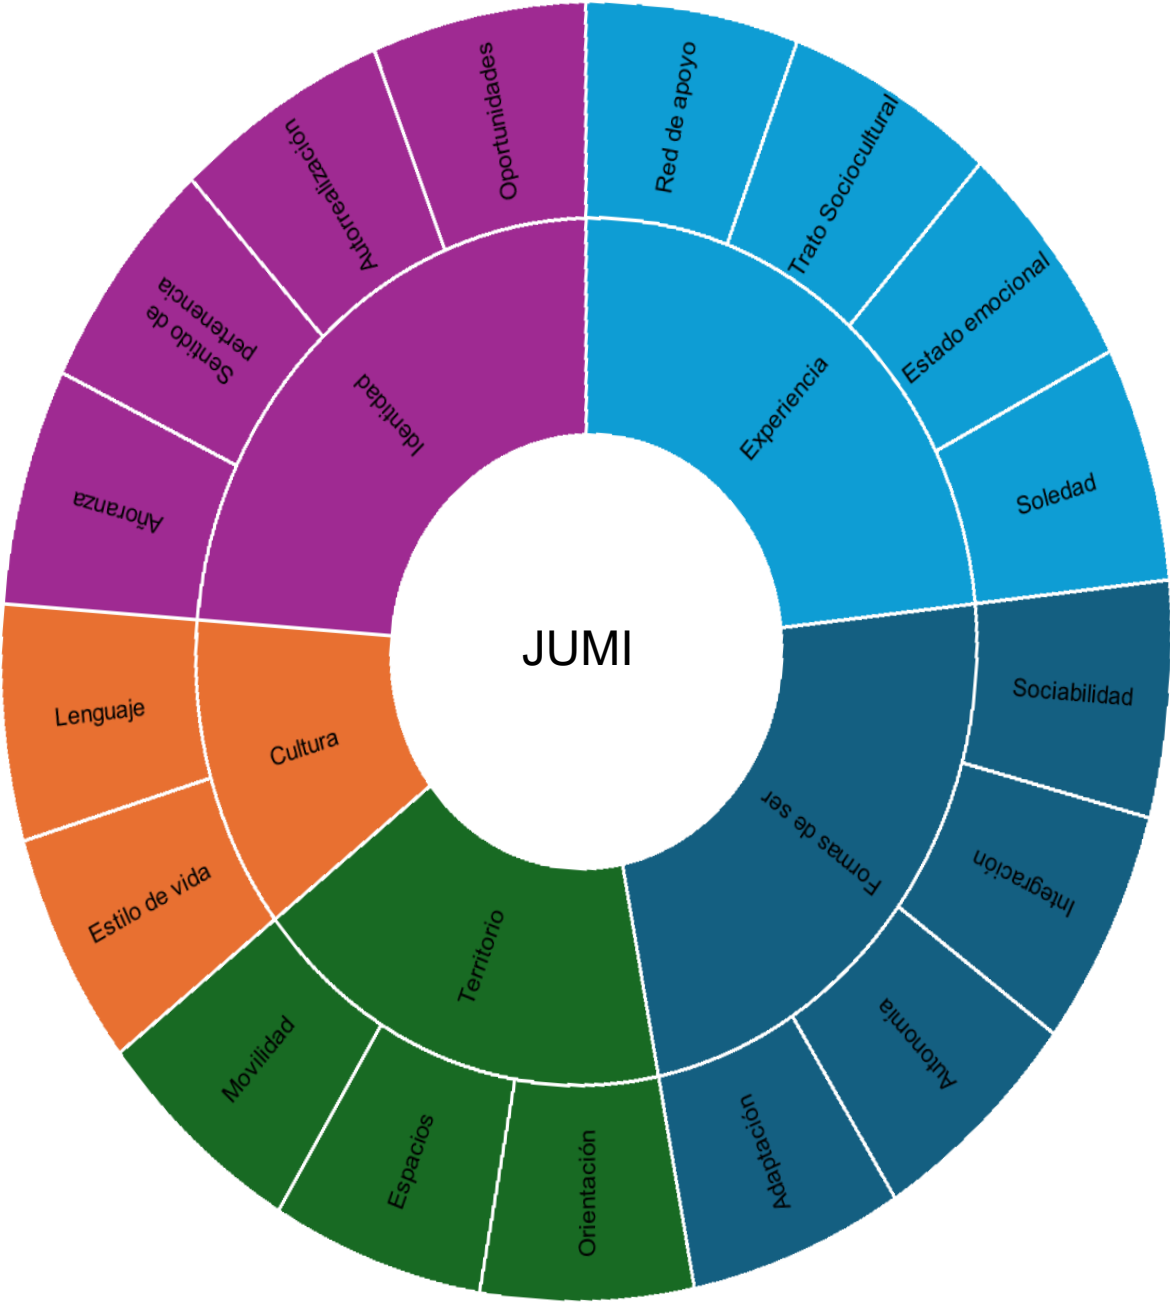 JUMI
Experiencia
Red de apoyo
Trato Sociocultural
Estado emocional
Soledad
Formas de ser
Sociabilidad
Integración
Autonomía
Adaptación
Territorio
Orientación
Espacios
Movilidad
Cultura
Estilo de vida
Lenguaje
Identidad
Añoranza
Sentido de
pertenencia
Autorrealización
Oportunidades